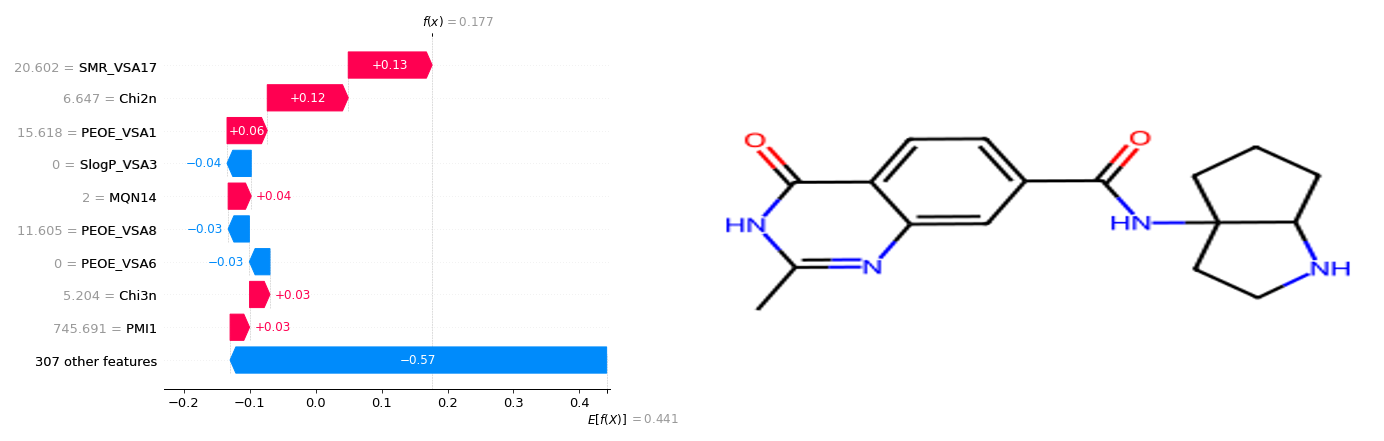 f(x) = 0.177
20.602 = SMR_VSA17
+0.13
6.647 = Chi2n
+0.12
15.618 = PEOE_VSA1
+0.06
0 = SlogP_VSA3
−0.04
2 = MQN14
+0.04
11.605 = PEOE_VSA8
−0.03
0 = PEOE_VSA6
−0.03
5.204 = Chi3n
+0.03
745.691 = PMI1
+0.03
307 other features
−0.57
−0.2 −0.1 0.0 0.1 0.2 0.3 0.4
E[f(X)] = 0.441
O
HN
N
O
HN
NH